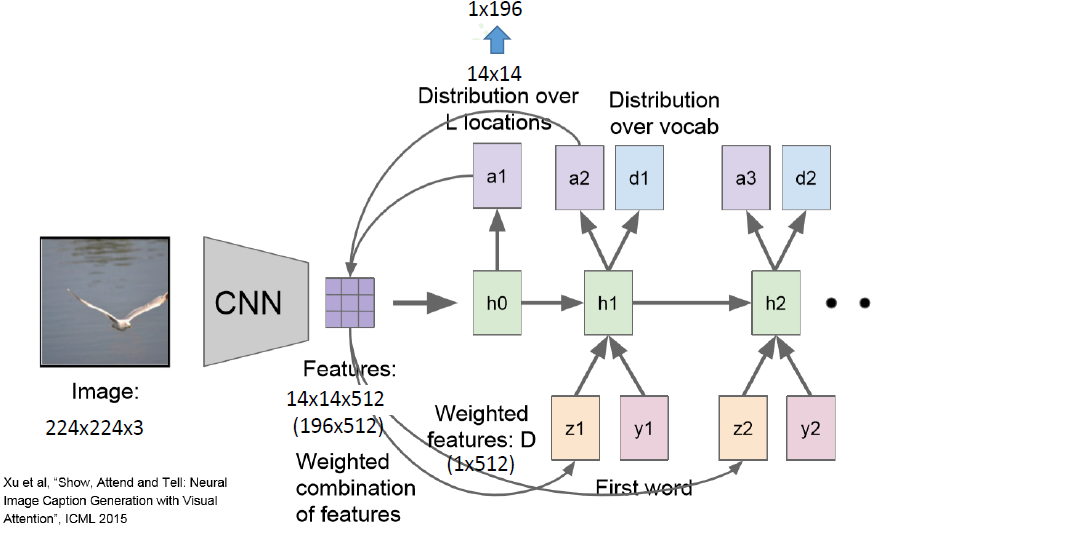 1x196
14x14
Distribution over
L locations
Distribution
over vocab
a1
a2
d1
a3
d2
CNN
h0
h1
h2
Image:
224x224x3
Features:
14x14x512
(196x512)
Weighted
combination
of features
Weighted
features: D
(1x512)
z1
y1
z2
y2
First word
Xu et al, “Show, Attend and Tell: Neural
Image Caption Generation with Visual
Attention”, ICML 2015